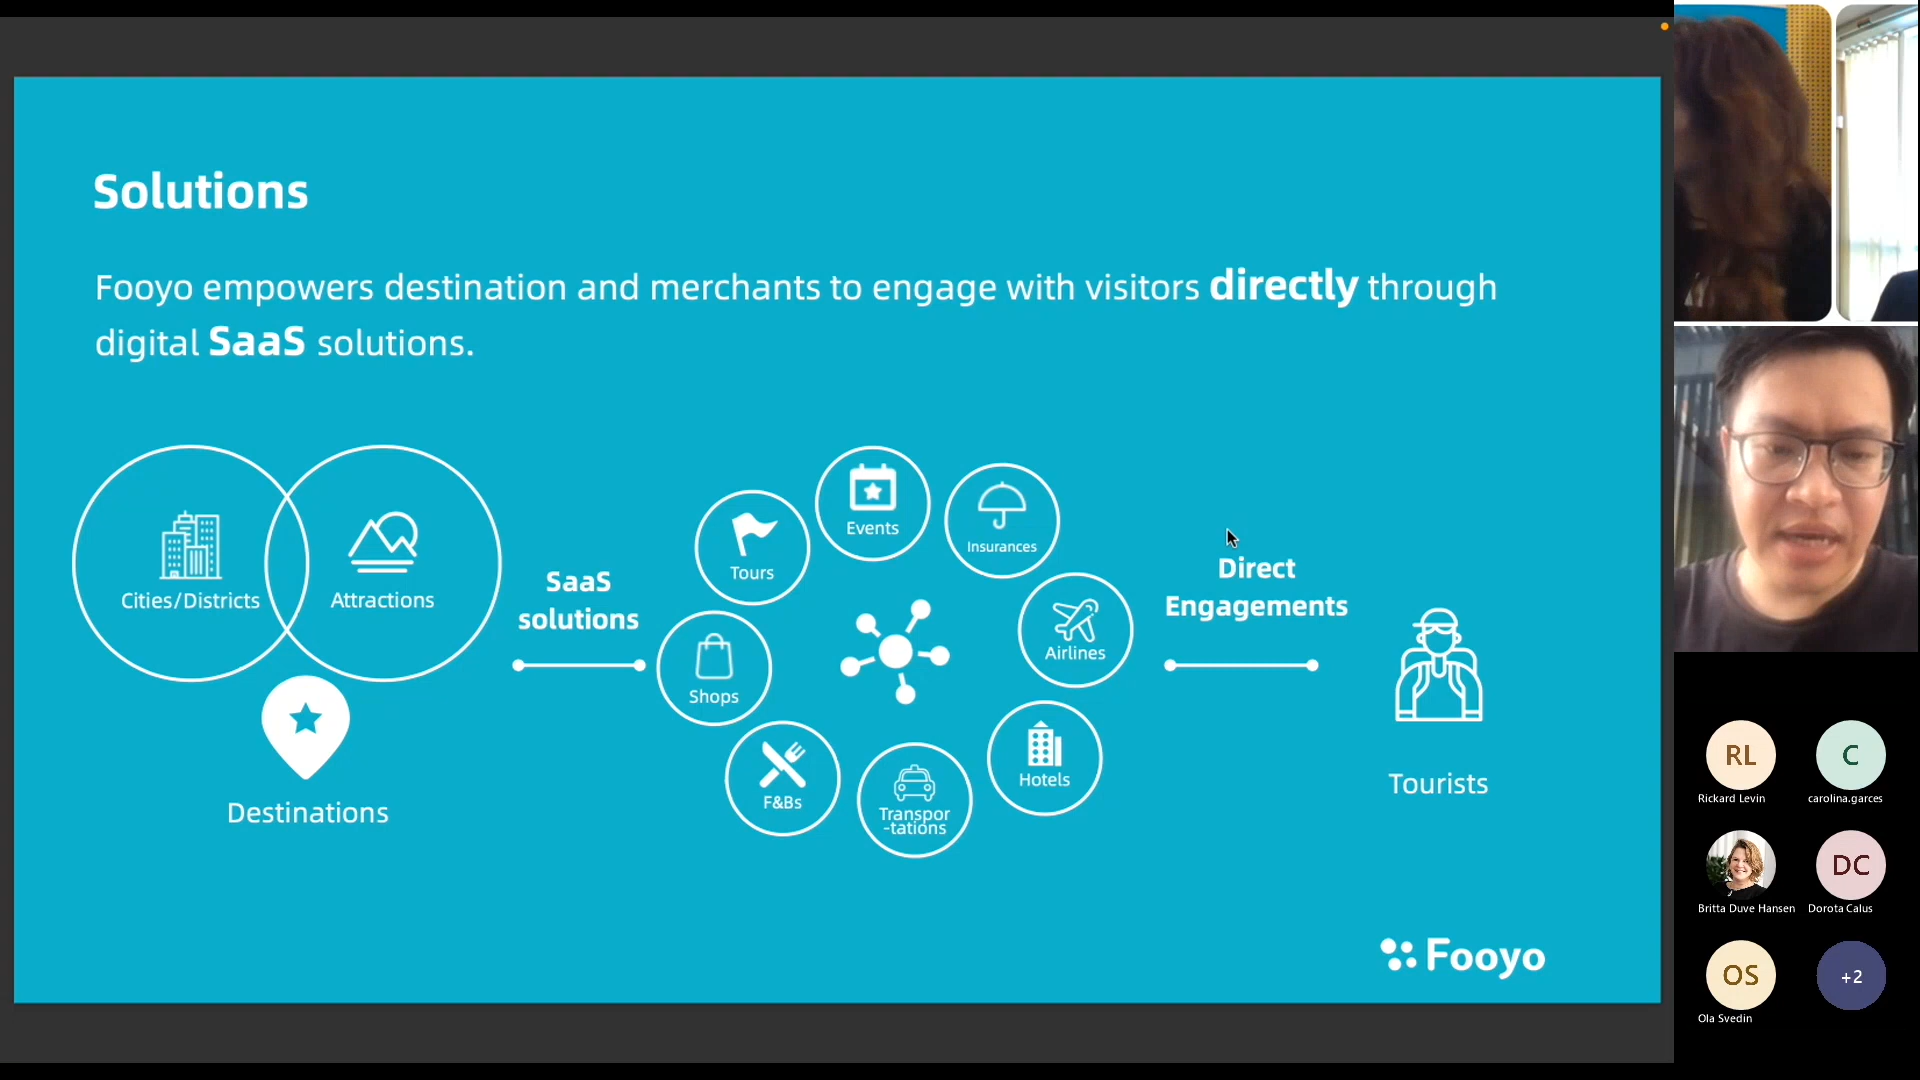 Solutions
Fooyo empowers destination and merchants to engage with visitors directly through
digital SaaS solutions.
Cities/Districts
Attractions
Destinations
SaaS
solutions
Tours
Events
Insurances
Airlines
Shops
F&Bs
Transpor
-tations
Hotels
Direct
Engagements
Tourists
Fooyo
RL
Rickard Levin
C
carolina.garces
Britta Duve Hansen
DC
Dorota Calus
OS
Ola Svedin
+2